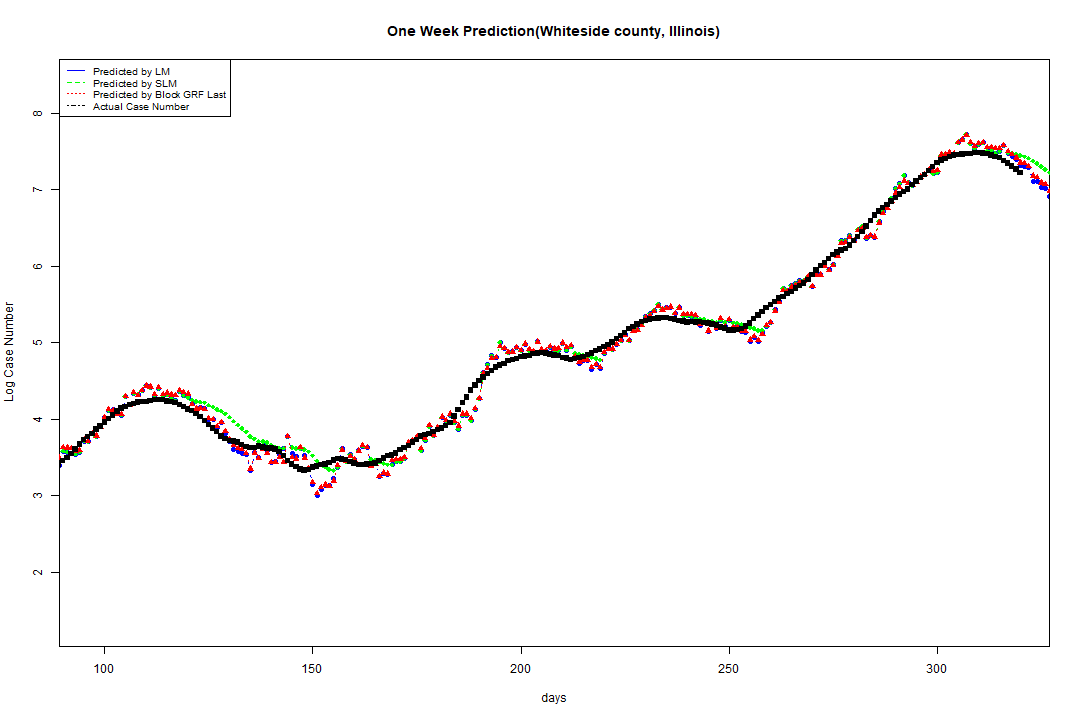 One Week Prediction(Whiteside county, Illinois)
Predicted by LM
Predicted by SLM
Predicted by Block GRF Last
Actual Case Number
8
7
6
5
4
3
2
Log Case Number
100 150 200 250 300
days